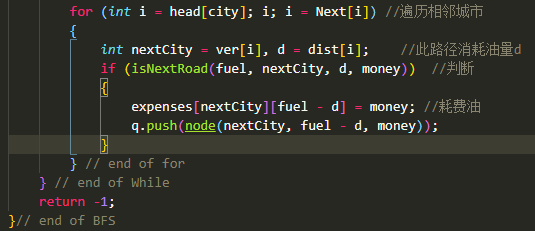 for (int i = head[city]; i; i = Next[i]) //遍历相邻城市
{
int nextCity = ver[i], d = dist[i]; //此路径消耗油量d
if (isNextRoad(fuel, nextCity, d, money)) //判断
{
expenses[nextCity][fuel - d] = money; //耗费油
q.push(node(nextCity, fuel - d, money));
}
} // end of for
} // end of While
return -1;
}// end of BFS